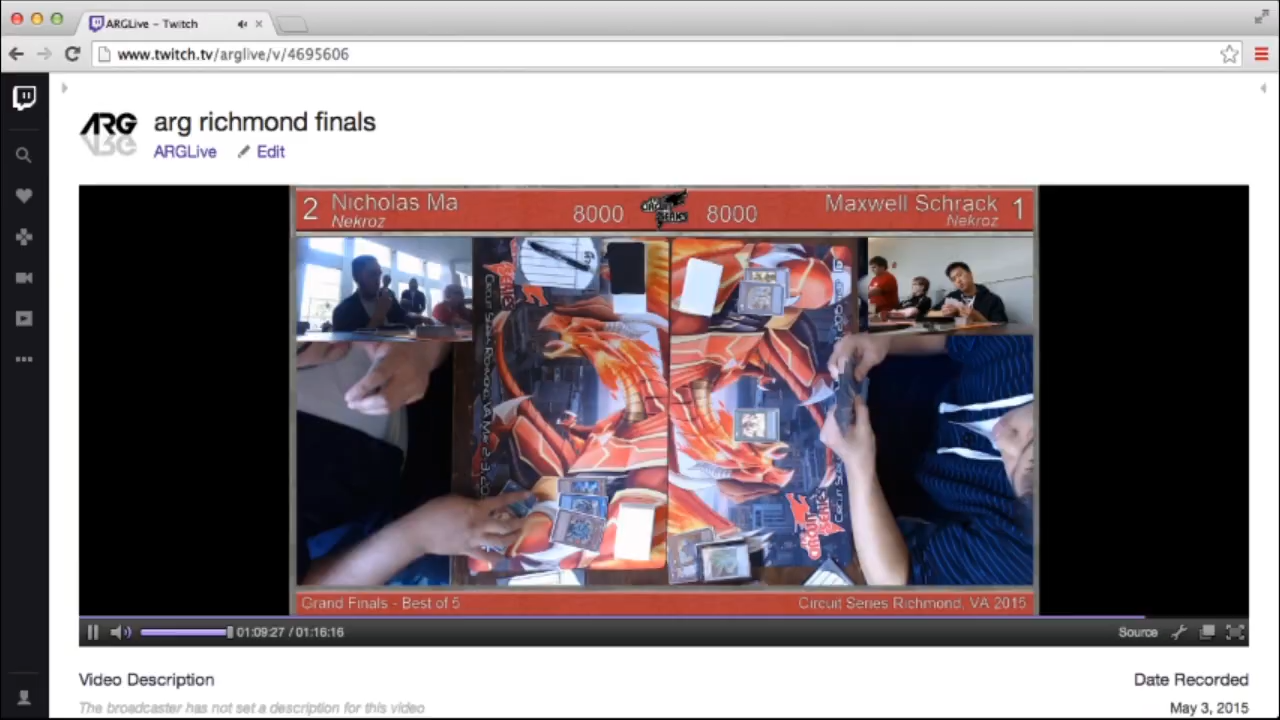 ARGLive – Twitch
www.twitch.tv/arglive/v/4695606
ARG
arg richmond finals
ARGLive
Edit
2 Nicholas Ma
Nekroz
8000
8000
Maxwell Schrack 1
Nekroz
Grand Finals - Best of 5
Circuit Series Richmond, VA 2015
01:09:27 / 01:16:16
Source
Video Description
Date Recorded
The broadcaster has not set a description for this video
May 3, 2015